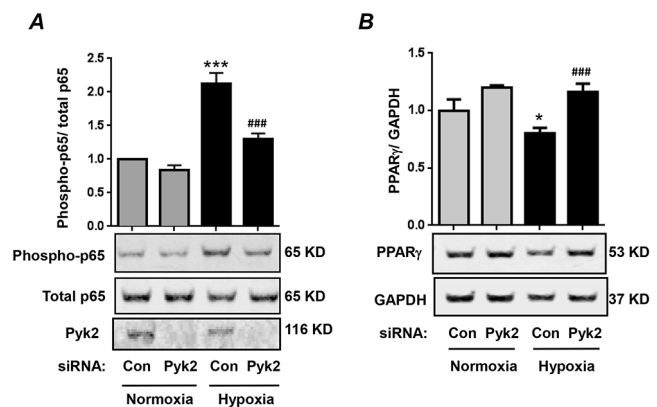 A
Phospho-p65/ total p65
2.5
2.0
1.5
1.0
0.5
0.0
***
###
Phospho-p65 65 KD
Total p65 65 KD
Pyk2 116 KD
siRNA: Con Pyk2 Con Pyk2
Normoxia Hypoxia
B
PPARγ/ GAPDH
1.5
1.0
0.5
0.0
*
###
PPARγ 53 KD
GAPDH 37 KD
siRNA: Con Pyk2 Con Pyk2
Normoxia Hypoxia